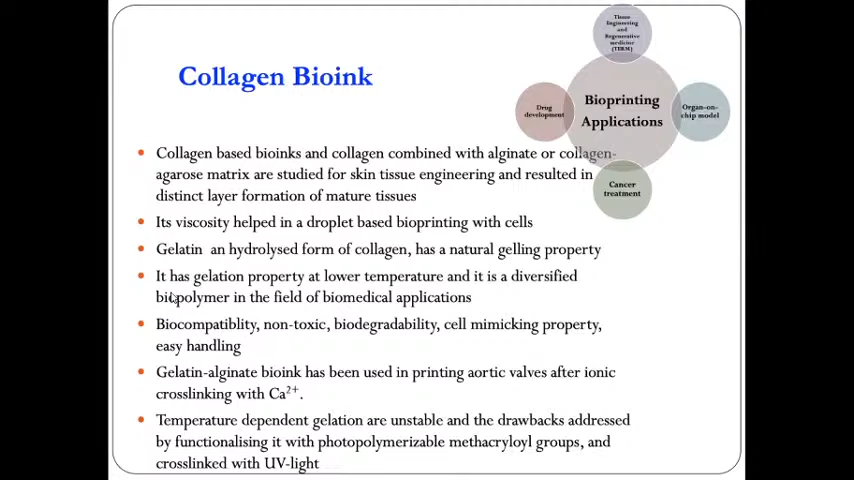 Collagen Bioink
Tissue
Engineering
and
Regenerative
medicine
(TERM)
Drug
development
Bioprinting
Applications
Organ-on-
chip model
Cancer
treatment
• Collagen based bioinks and collagen combined with alginate or collagen-
agarose matrix are studied for skin tissue engineering and resulted in
distinct layer formation of mature tissues
• Its viscosity helped in a droplet based bioprinting with cells
• Gelatin an hydrolysed form of collagen, has a natural gelling property
• It has gelation property at lower temperature and it is a diversified
biopolymer in the field of biomedical applications
• Biocompatiblity, non-toxic, biodegradability, cell mimicking property,
easy handling
• Gelatin-alginate bioink has been used in printing aortic valves after ionic
crosslinking with Ca²⁺.
• Temperature dependent gelation are unstable and the drawbacks addressed
by functionalising it with photopolymerizable methacryloyl groups, and
crosslinked with UV-light